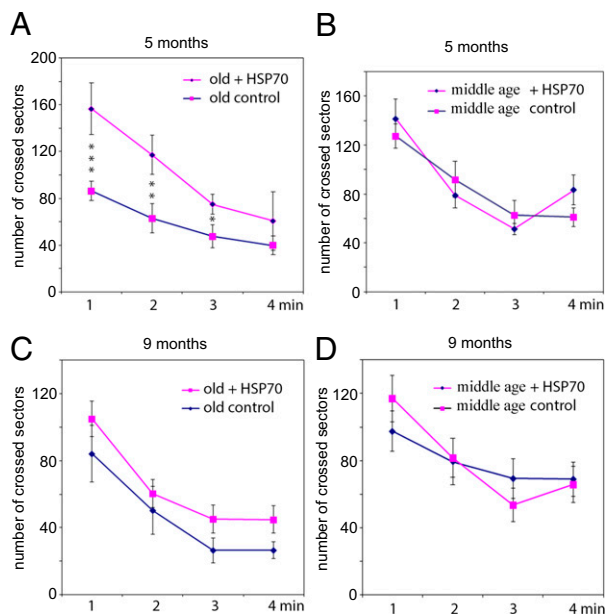 A
5 months
number of crossed sectors
200
160
120
80
40
0
old + HSP70
old control
***
**
*
1 2 3 4 min
B
5 months
number of crossed sectors
160
120
80
40
0
middle age + HSP70
middle age control
1 2 3 4 min
C
9 months
number of crossed sectors
120
80
40
0
old + HSP70
old control
1 2 3 4 min
D
9 months
number of crossed sectors
120
80
40
0
middle age + HSP70
middle age control
1 2 3 4 min